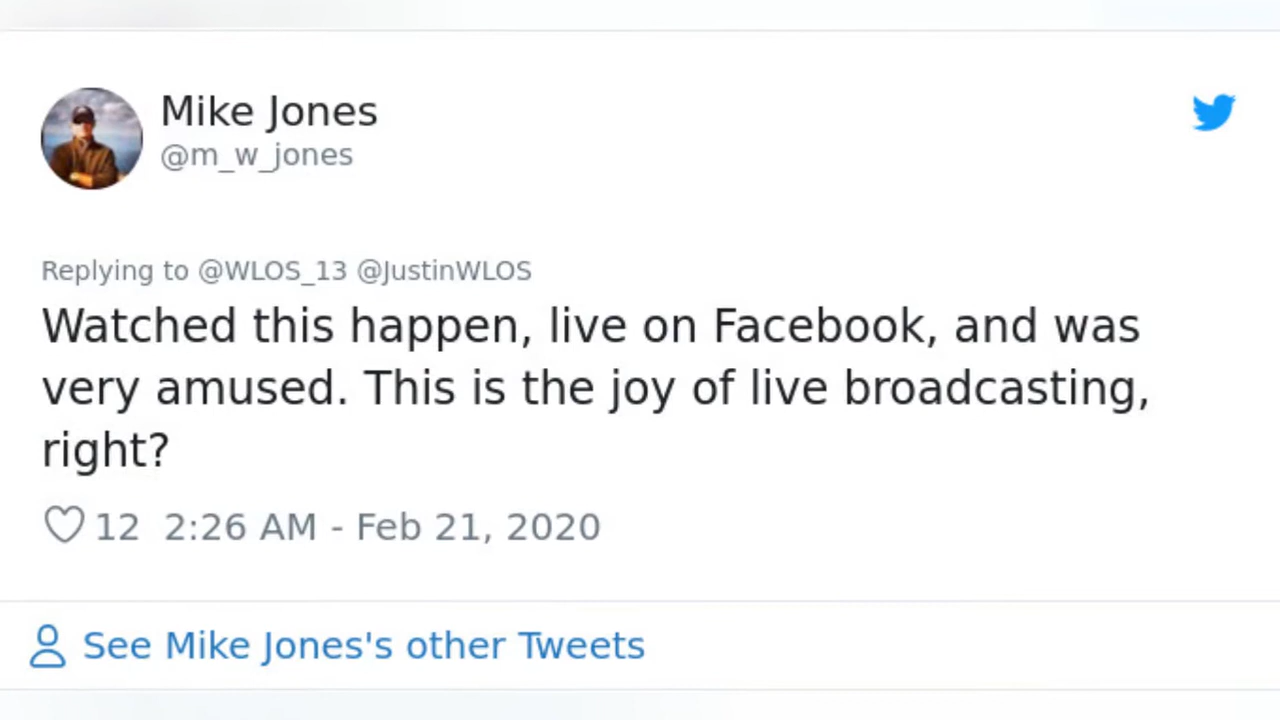 Mike Jones
@m_w_jones
Replying to @WLOS_13 @JustinWLOS
Watched this happen, live on Facebook, and was
very amused. This is the joy of live broadcasting,
right?
12 2:26 AM - Feb 21, 2020
See Mike Jones's other Tweets